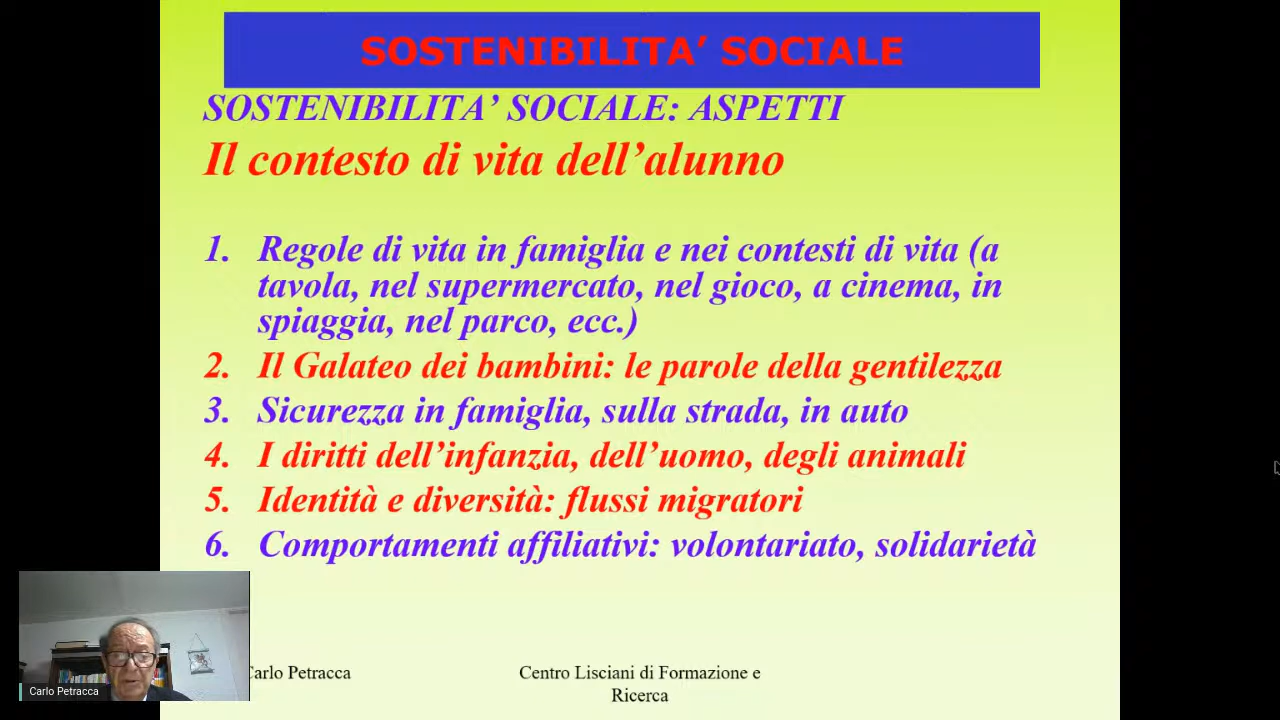 SOSTENIBILITA’ SOCIALE
SOSTENIBILITA’ SOCIALE: ASPETTI
Il contesto di vita dell’alunno
1. Regole di vita in famiglia e nei contesti di vita (a
tavola, nel supermercato, nel gioco, a cinema, in
spiaggia, nel parco, ecc.)
2. Il Galateo dei bambini: le parole della gentilezza
3. Sicurezza in famiglia, sulla strada, in auto
4. I diritti dell’infanzia, dell’uomo, degli animali
5. Identità e diversità: flussi migratori
6. Comportamenti affiliativi: volontariato, solidarietà
Carlo Petracca
Carlo Petracca
Centro Lisciani di Formazione e
Ricerca